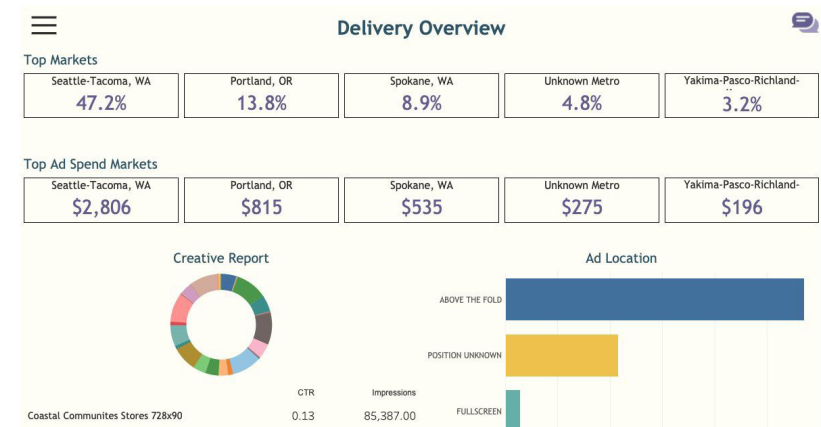 Delivery Overview
Top Markets
Seattle-Tacoma, WA
47.2%
Portland, OR
13.8%
Spokane, WA
8.9%
Unknown Metro
4.8%
Yakima-Pasco-Richland-
3.2%
Top Ad Spend Markets
Seattle-Tacoma, WA
$2,806
Portland, OR
$815
Spokane, WA
$535
Unknown Metro
$275
Yakima-Pasco-Richland-
$196
Creative Report
CTR Impressions
Coastal Communites Stores 728x90 0.13 85,387.00
Ad Location
ABOVE THE FOLD
POSITION UNKNOWN
FULLSCREEN